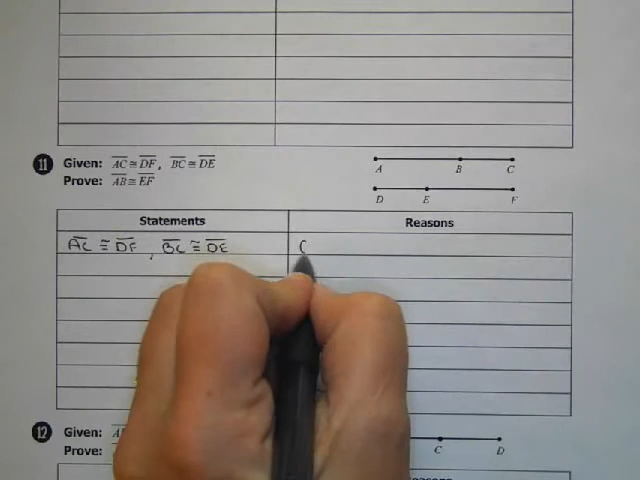 11 Given: AC ≅ DF, BC ≅ DE
Prove: AB ≅ EF
A B C
D E F
Statements Reasons
AC ≅ DF, BC ≅ DE
12 Given:
C D
Prove: